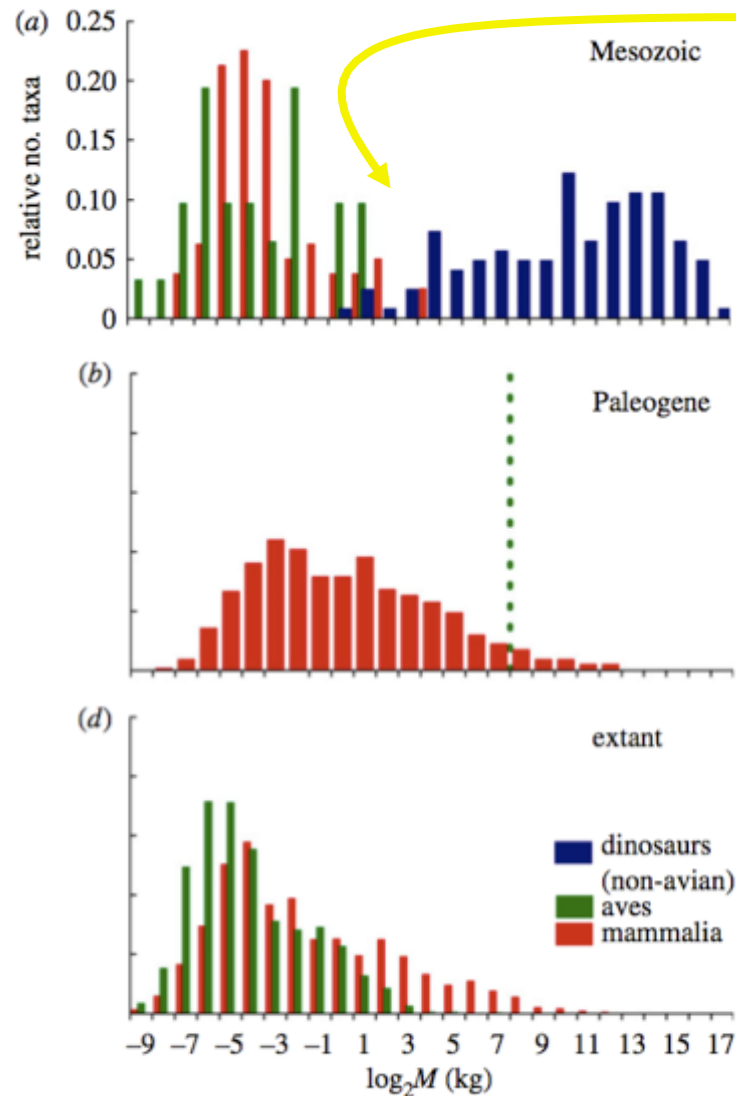 (a)
0.25
0.20
0.15
0.10
0.05
0
relative no. taxa
Mesozoic
(b)
Paleogene
(d)
extant
dinosaurs
(non-avian)
aves
mammalia
–9 –7 –5 –3 –1 1 3 5 7 9 11 13 15 17
log₂M (kg)